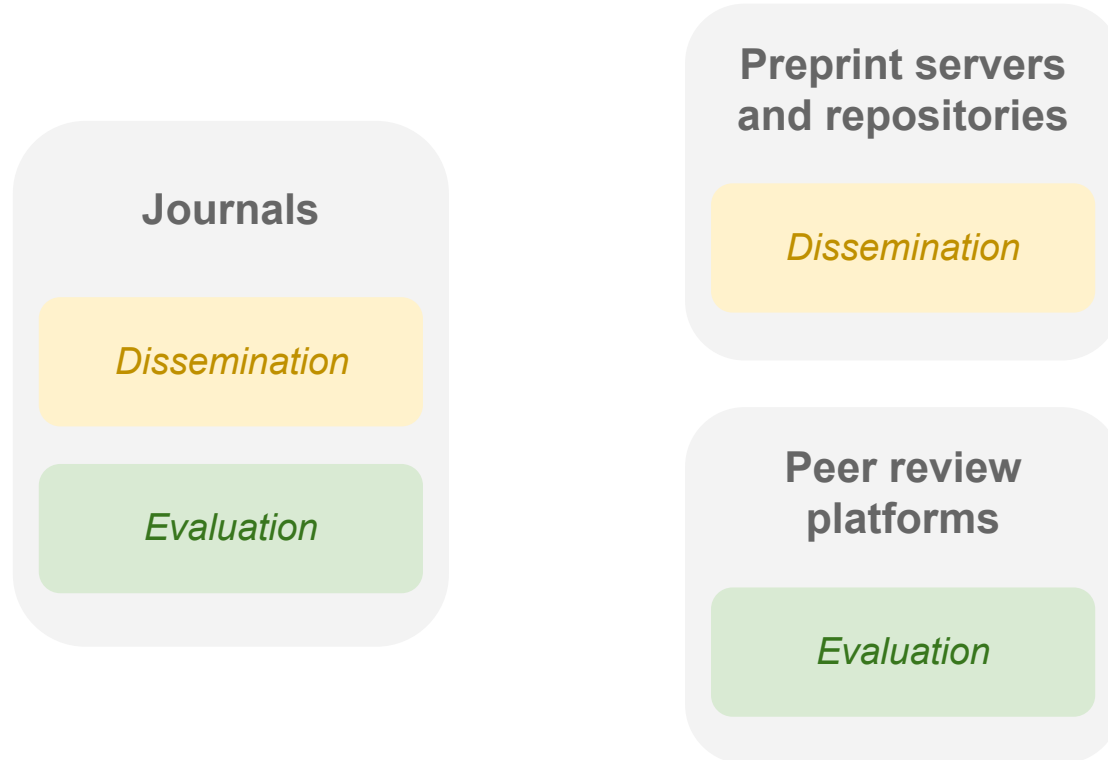 Journals
Dissemination
Evaluation
Preprint servers
and repositories
Dissemination
Peer review
platforms
Evaluation